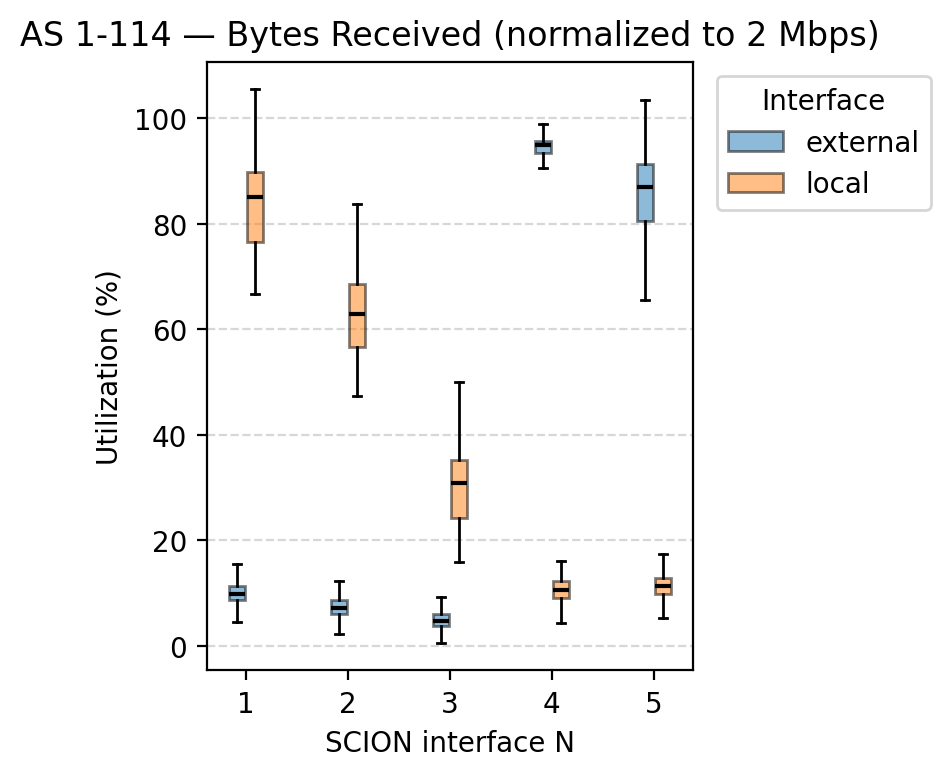 AS 1-114 — Bytes Received (normalized to 2 Mbps)
Interface
external
local
Utilization (%)
100
80
60
40
20
0
1 2 3 4 5
SCION interface N